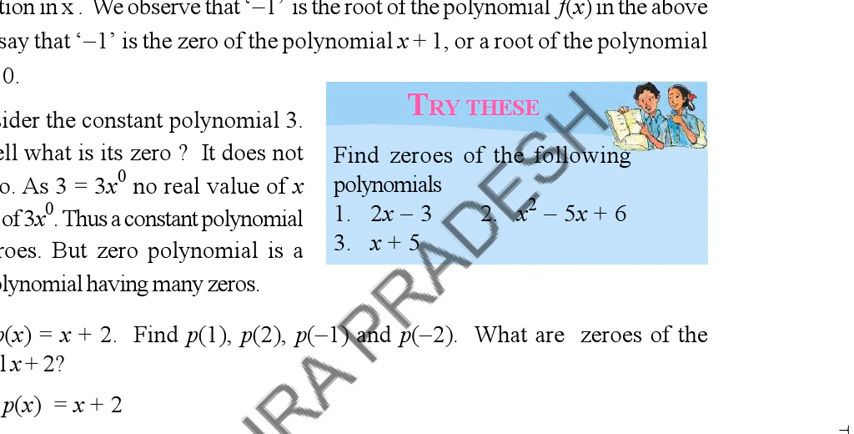 tion in x. We observe that ‘−1’ is the root of the polynomial f(x) in the above
say that ‘−1’ is the zero of the polynomial x + 1, or a root of the polynomial
0.
sider the constant polynomial 3.
ell what is its zero ? It does not
o. As 3 = 3x⁰ no real value of x
of 3x⁰. Thus a constant polynomial
roes. But zero polynomial is a
olynomial having many zeros.
TRY THESE
Find zeroes of the following
polynomials
1. 2x – 3 2. x² – 5x + 6
3. x + 5
p(x) = x + 2. Find p(1), p(2), p(−1) and p(−2). What are zeroes of the
l x + 2?
p(x) = x + 2
RA PRADESH